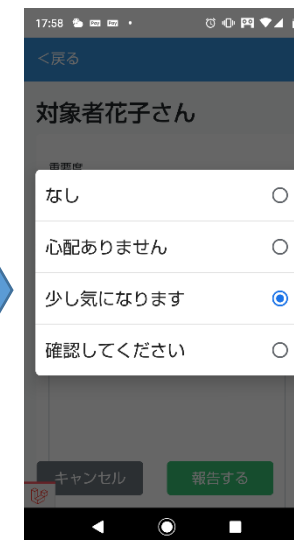 17:58
<戻る
対象者花子さん
重要度
なし
心配ありません
少し気になります
確認してください
キャンセル
報告する